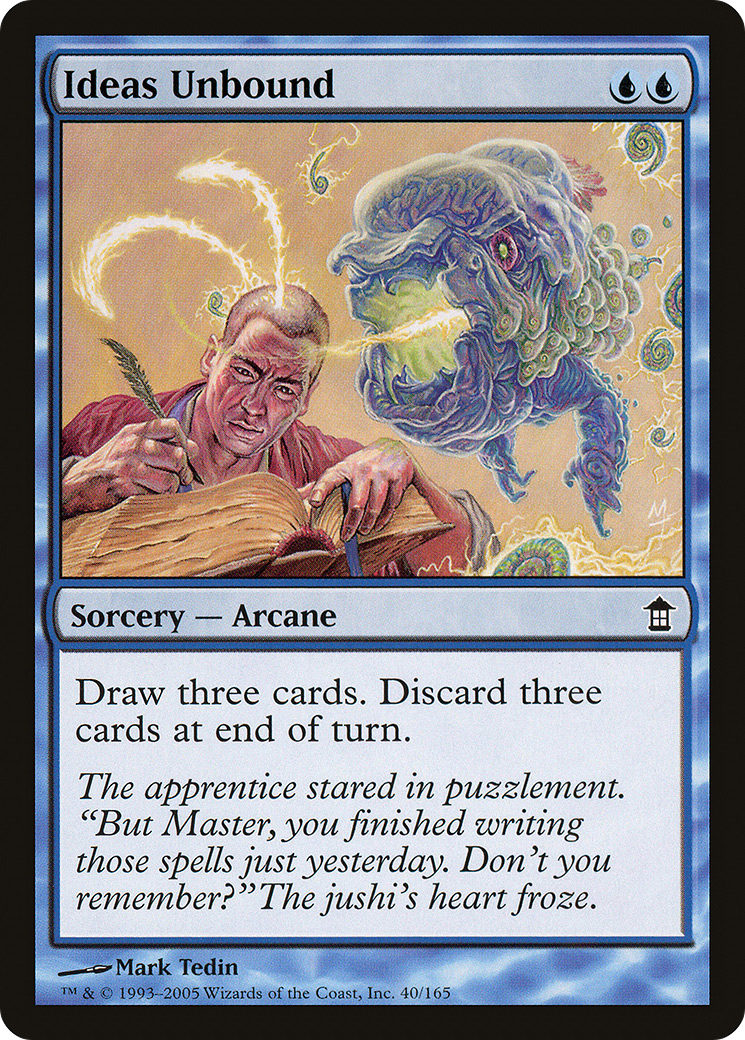 Ideas Unbound
Sorcery — Arcane
Draw three cards. Discard three
cards at end of turn.
The apprentice stared in puzzlement.
“But Master, you finished writing
those spells just yesterday. Don’t you
remember?” The jushi’s heart froze.
Mark Tedin
™ & © 1993–2005 Wizards of the Coast, Inc. 40/165